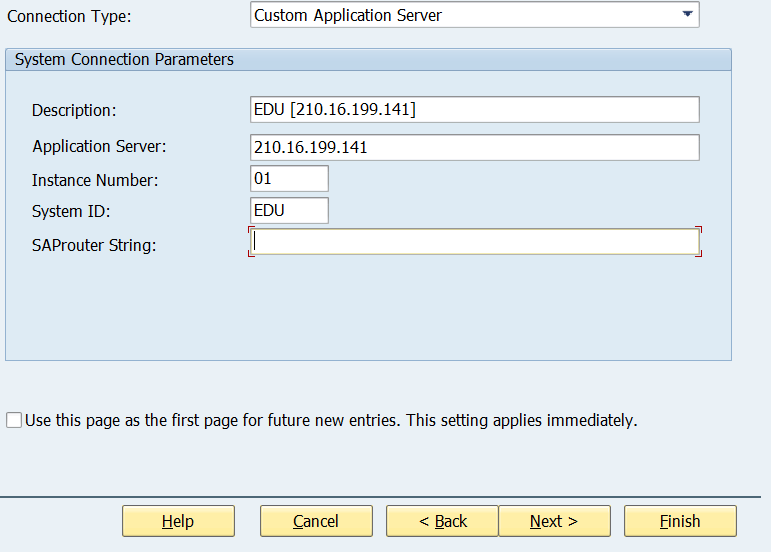 Connection Type: Custom Application Server
System Connection Parameters
Description: EDU [210.16.199.141]
Application Server: 210.16.199.141
Instance Number: 01
System ID: EDU
SAProuter String:
Use this page as the first page for future new entries. This setting applies immediately.
Help Cancel < Back Next > Finish